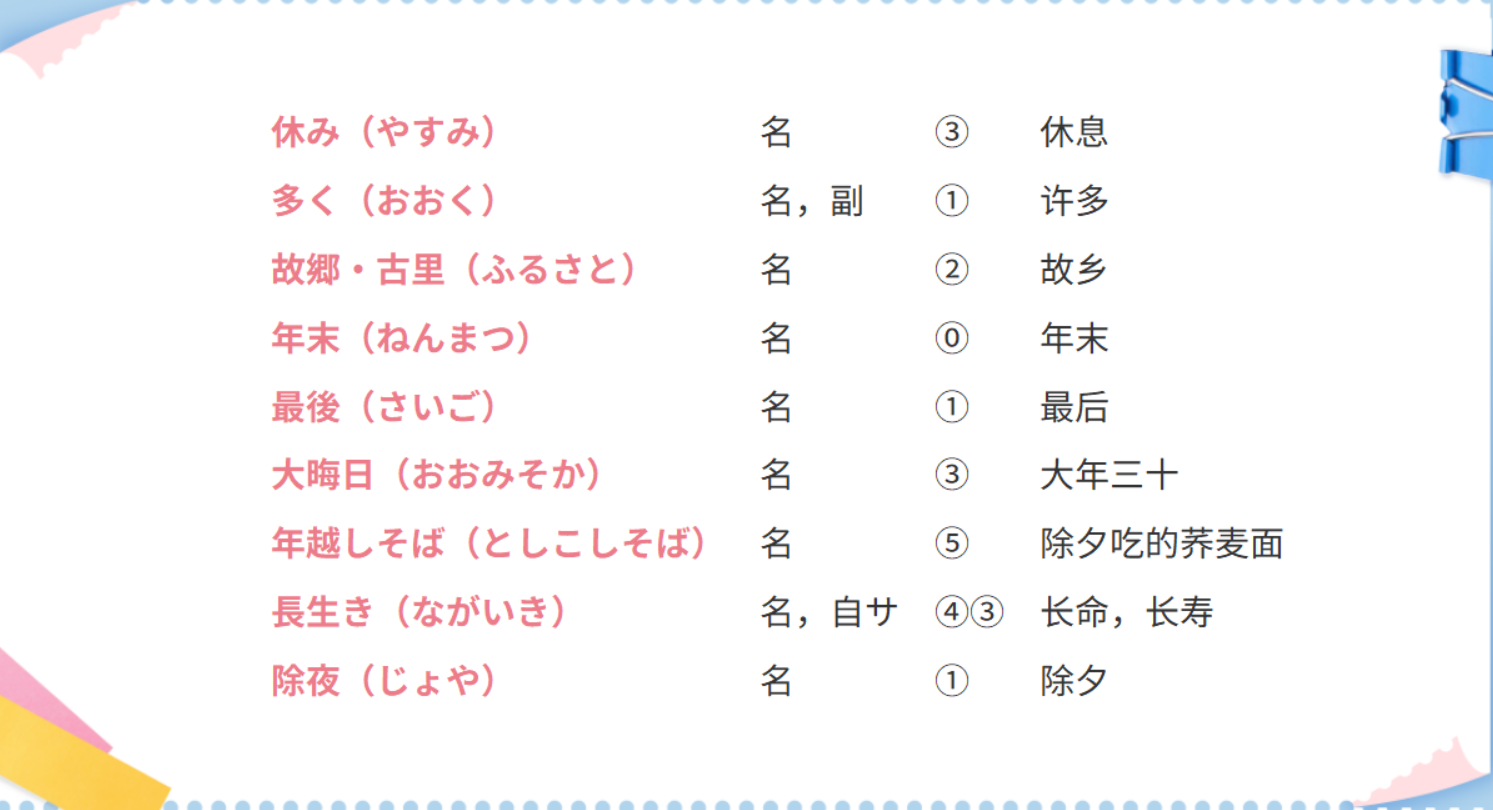 休み（やすみ） 名 ③ 休息
多く（おおく） 名，副 ① 许多
故郷・古里（ふるさと） 名 ② 故乡
年末（ねんまつ） 名 ⓪ 年末
最後（さいご） 名 ① 最后
大晦日（おおみそか） 名 ③ 大年三十
年越しそば（としこしそば） 名 ⑤ 除夕吃的荞麦面
長生き（ながいき） 名，自サ ④③ 长命，长寿
除夜（じょや） 名 ① 除夕